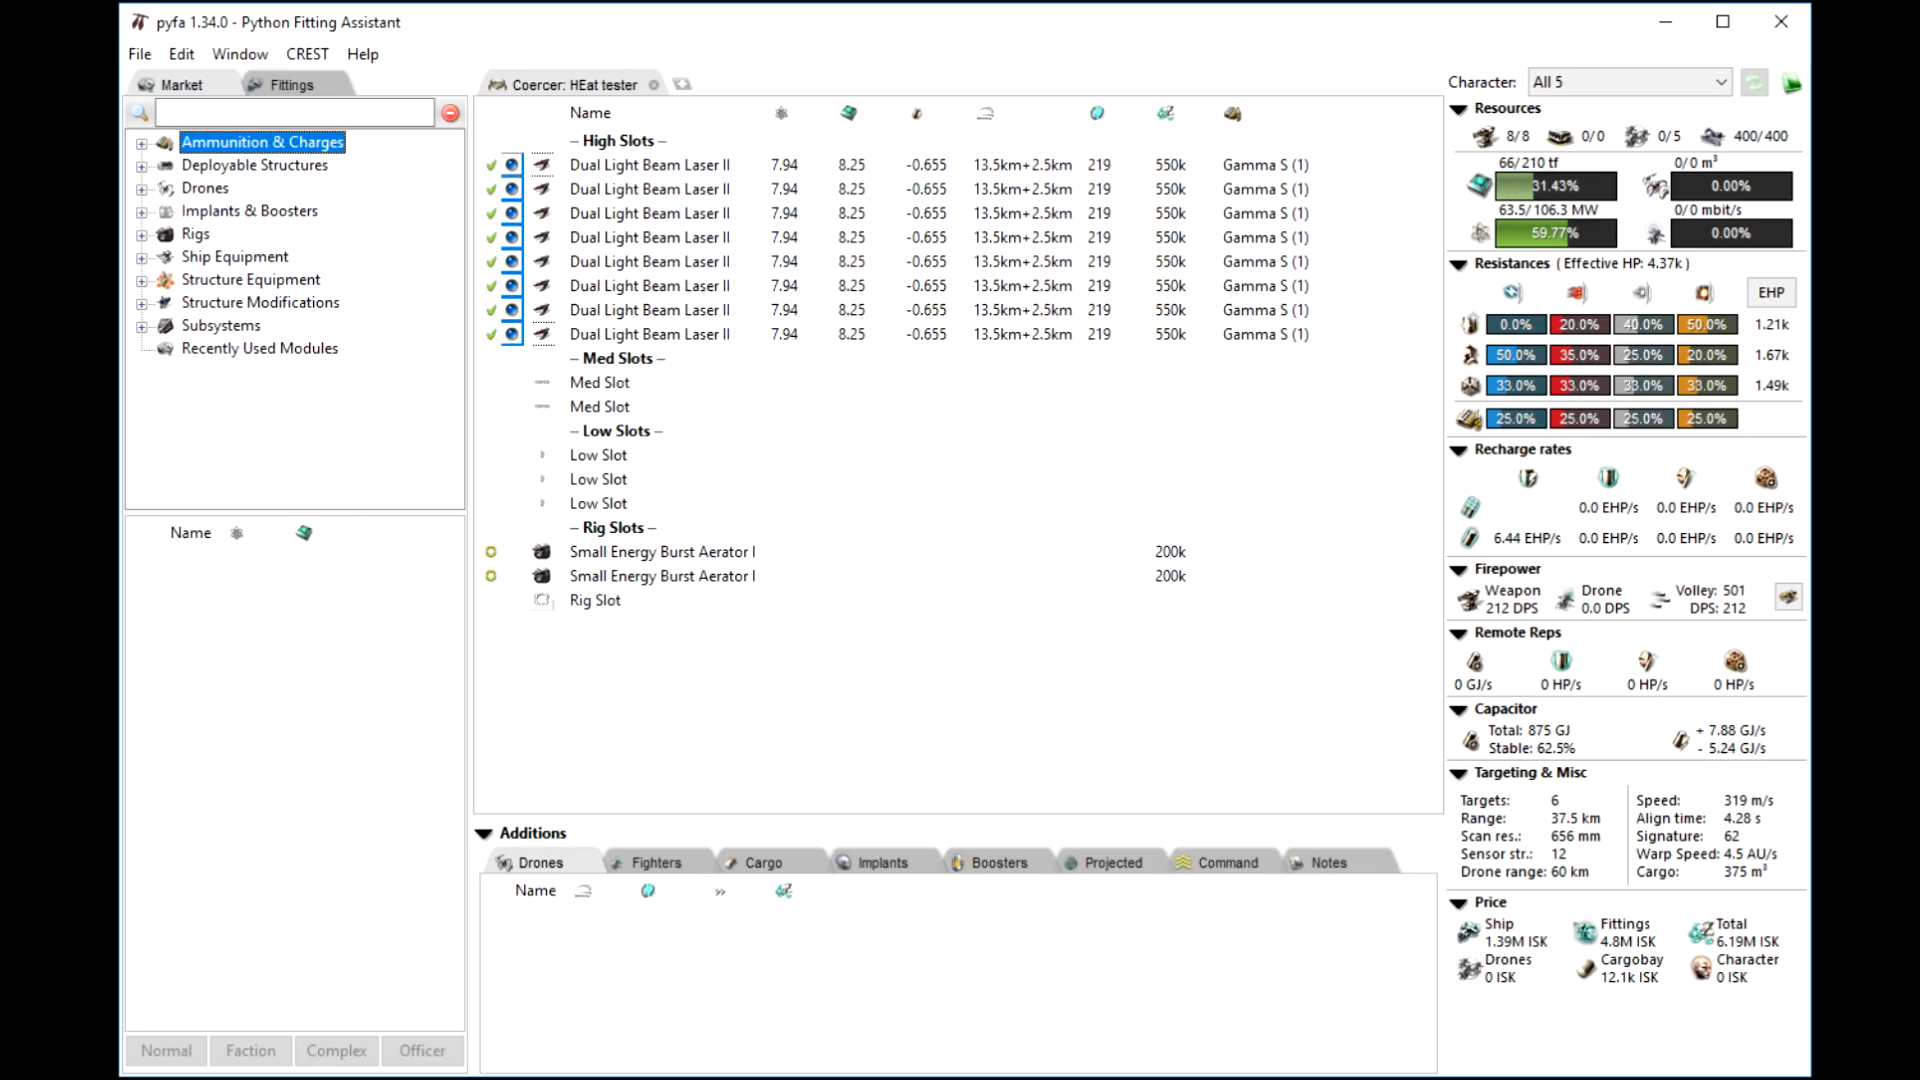 pyfa 1.34.0 - Python Fitting Assistant
File Edit Window CREST Help
Market Fittings
Coercer: HEat tester
Character: All 5
Ammunition & Charges
Deployable Structures
Drones
Implants & Boosters
Rigs
Ship Equipment
Structure Equipment
Structure Modifications
Subsystems
Recently Used Modules
Name
Normal Faction Complex Officer
Name
– High Slots –
Dual Light Beam Laser II 7.94 8.25 -0.655 13.5km+2.5km 219 550k Gamma S (1)
Dual Light Beam Laser II 7.94 8.25 -0.655 13.5km+2.5km 219 550k Gamma S (1)
Dual Light Beam Laser II 7.94 8.25 -0.655 13.5km+2.5km 219 550k Gamma S (1)
Dual Light Beam Laser II 7.94 8.25 -0.655 13.5km+2.5km 219 550k Gamma S (1)
Dual Light Beam Laser II 7.94 8.25 -0.655 13.5km+2.5km 219 550k Gamma S (1)
Dual Light Beam Laser II 7.94 8.25 -0.655 13.5km+2.5km 219 550k Gamma S (1)
Dual Light Beam Laser II 7.94 8.25 -0.655 13.5km+2.5km 219 550k Gamma S (1)
Dual Light Beam Laser II 7.94 8.25 -0.655 13.5km+2.5km 219 550k Gamma S (1)
– Med Slots –
Med Slot
Med Slot
– Low Slots –
Low Slot
Low Slot
Low Slot
– Rig Slots –
Small Energy Burst Aerator I 200k
Small Energy Burst Aerator I 200k
Rig Slot
Additions
Drones Fighters Cargo Implants Boosters Projected Command Notes
Name
Resources
8/8 0/0 0/5 400/400
66/210 tf 0/0 m³
31.43% 0.00%
63.5/106.3 MW 0/0 mbit/s
59.77% 0.00%
Resistances ( Effective HP: 4.37k )
EHP
0.0% 20.0% 40.0% 50.0% 1.21k
50.0% 35.0% 25.0% 20.0% 1.67k
33.0% 33.0% 33.0% 33.0% 1.49k
25.0% 25.0% 25.0% 25.0%
Recharge rates
0.0 EHP/s 0.0 EHP/s 0.0 EHP/s
6.44 EHP/s 0.0 EHP/s 0.0 EHP/s 0.0 EHP/s
Firepower
Weapon Drone Volley: 501
212 DPS 0.0 DPS DPS: 212
Remote Reps
0 GJ/s 0 HP/s 0 HP/s 0 HP/s
Capacitor
Total: 875 GJ + 7.88 GJ/s
Stable: 62.5% - 5.24 GJ/s
Targeting & Misc
Targets: 6 Speed: 319 m/s
Range: 37.5 km Align time: 4.28 s
Scan res.: 656 mm Signature: 62
Sensor str.: 12 Warp Speed: 4.5 AU/s
Drone range: 60 km Cargo: 375 m³
Price
Ship Fittings Total
1.39M ISK 4.8M ISK 6.19M ISK
Drones Cargobay Character
0 ISK 12.1k ISK 0 ISK